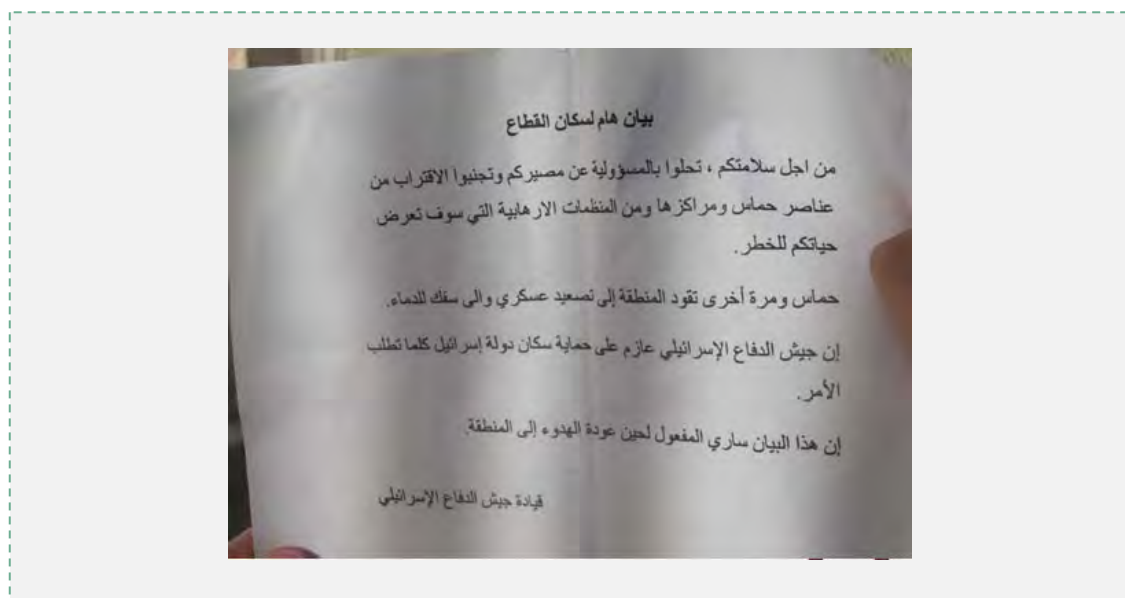 بيان هام لسكان القطاع
من اجل سلامتكم ، تحلوا بالمسؤولية عن مصيركم وتجنبوا الاقتراب من
عناصر حماس ومراكزها ومن المنظمات الارهابية التي سوف تعرض
حياتكم للخطر.
حماس ومرة أخرى تقود المنطقة إلى تصعيد عسكري والى سفك للدماء.
إن جيش الدفاع الإسرائيلي عازم على حماية سكان دولة إسرائيل كلما تطلب
الأمر.
إن هذا البيان ساري المفعول لحين عودة الهدوء إلى المنطقة.
قيادة جيش الدفاع الإسرائيلي